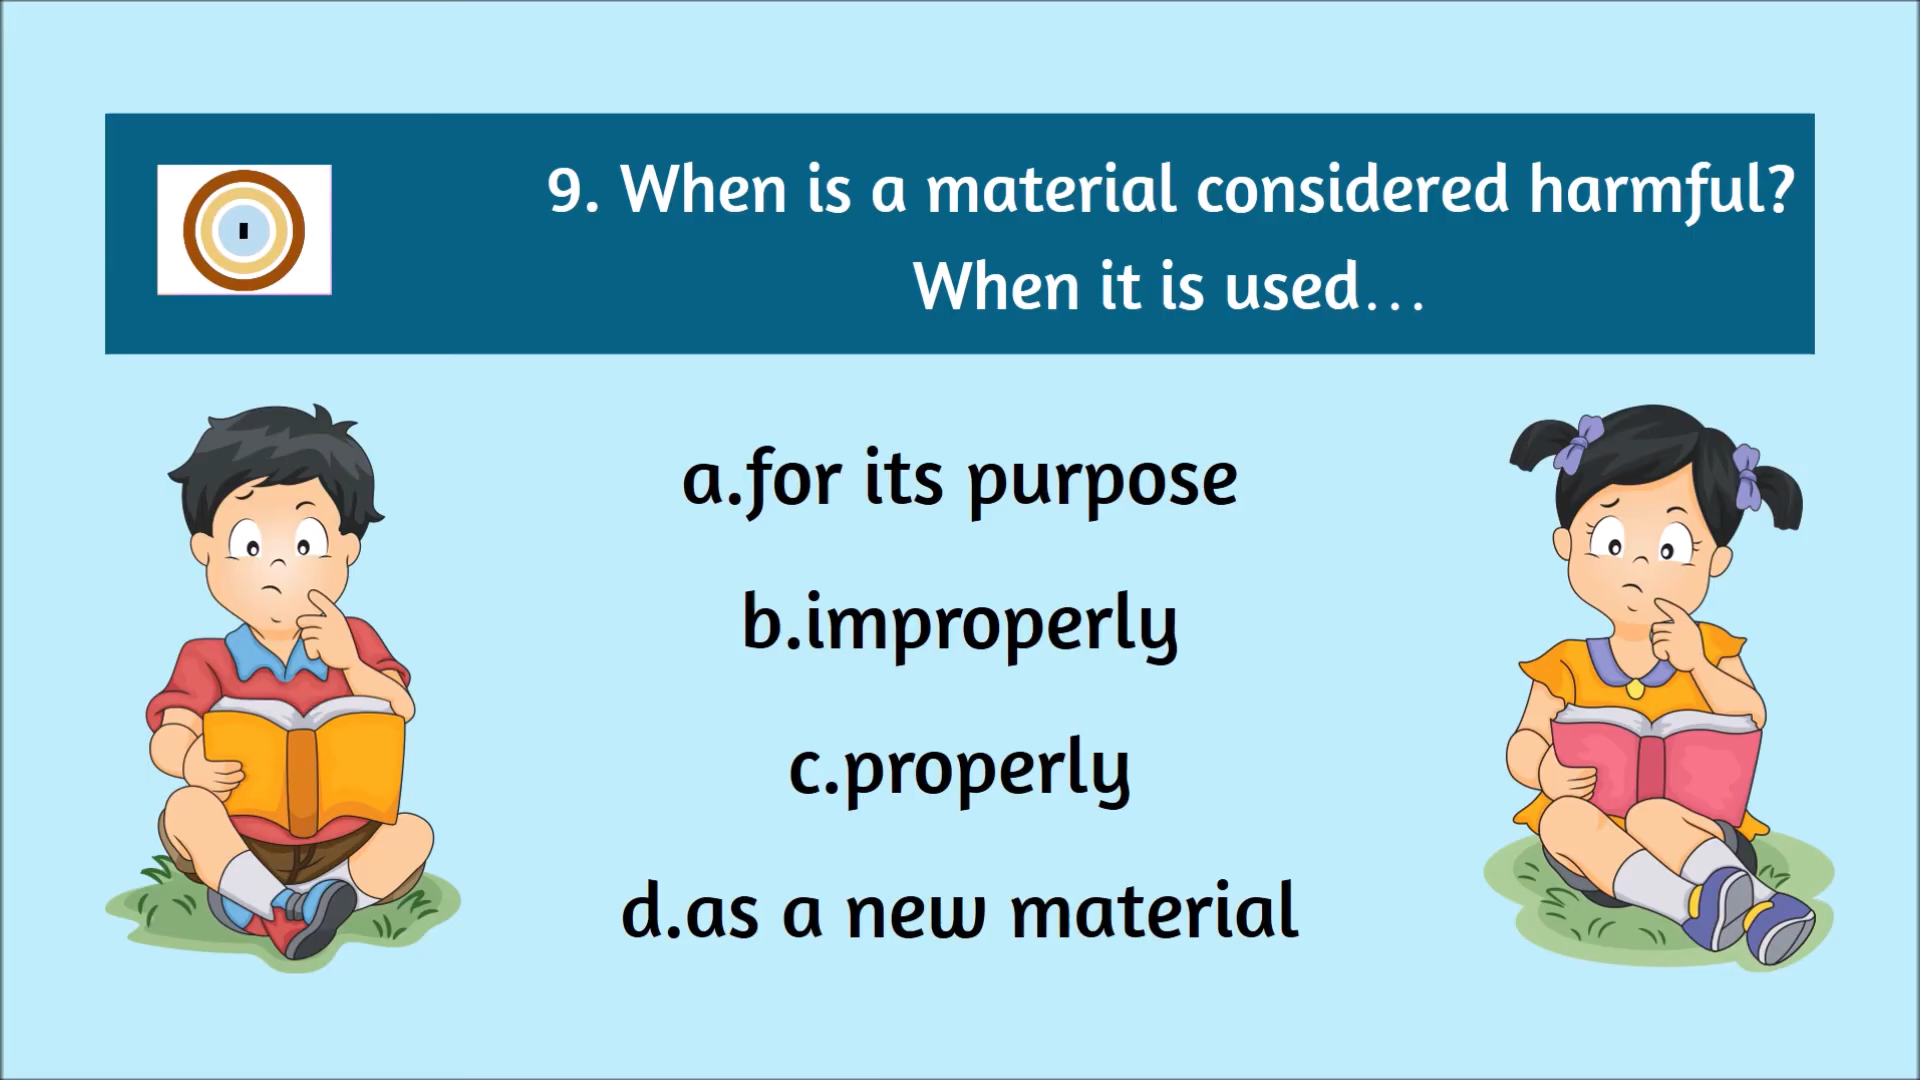 9. When is a material considered harmful?
When it is used...
a.for its purpose
b.improperly
c.properly
d.as a new material